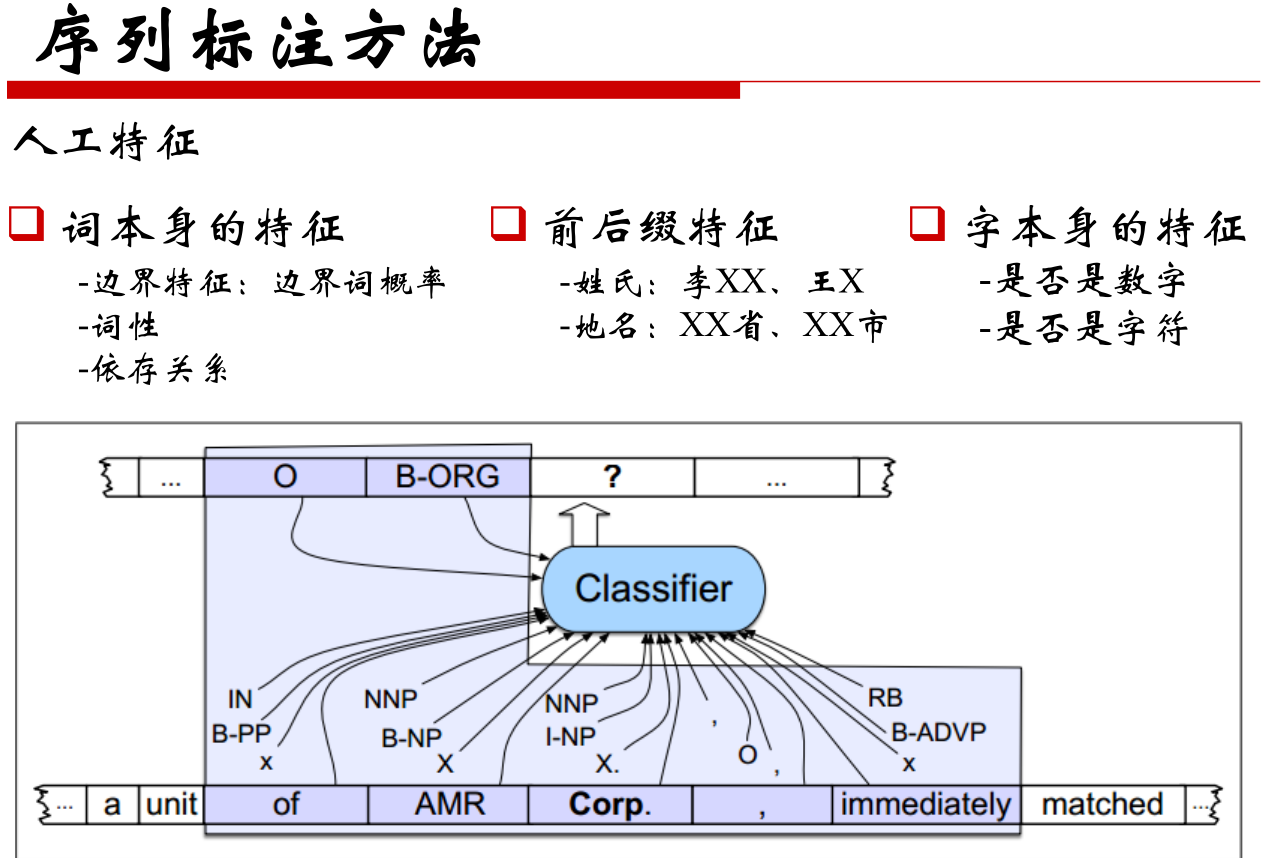 序列标注方法
人工特征
词本身的特征
-边界特征：边界词概率
-词性
-依存关系
前后缀特征
-姓氏：李XX、王X
-地名：XX省、XX市
字本身的特征
-是否是数字
-是否是字符
... O B-ORG ? ...
Classifier
IN NNP NNP , RB
B-PP B-NP I-NP O B-ADVP
x X X. , x
... a unit of AMR Corp. , immediately matched ...